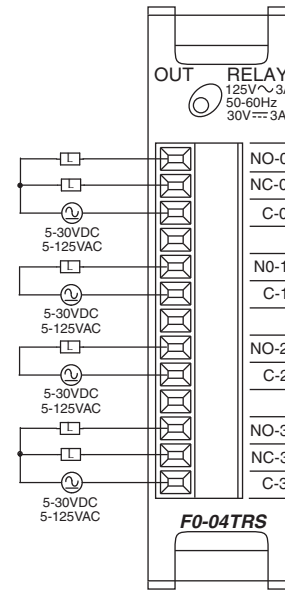 OUT RELAY
125V～3A
50-60Hz
30V⎓3A
L NO-0
L NC-0
C-0
5-30VDC
5-125VAC
L N0-1
C-1
5-30VDC
5-125VAC
L NO-2
C-2
5-30VDC
5-125VAC
L NO-3
L NC-3
C-3
5-30VDC
5-125VAC
F0-04TRS